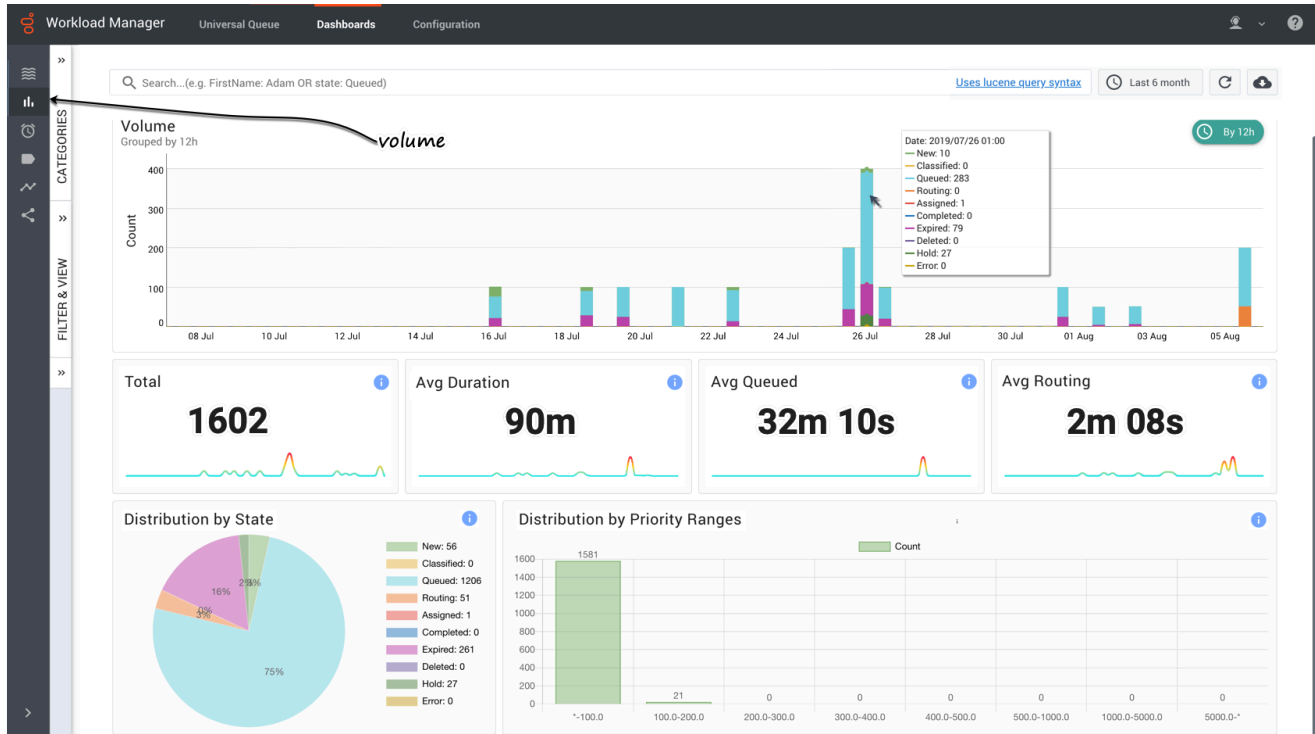 Workload Manager Universal Queue Dashboards Configuration
Search...(e.g. FirstName: Adam OR state: Queued) Uses lucene query syntax Last 6 month
CATEGORIES
FILTER & VIEW
volume
Volume
Grouped by 12h
By 12h
Date: 2019/07/26 01:00
New: 10
Classified: 0
Queued: 283
Routing: 0
Assigned: 1
Completed: 0
Expired: 79
Deleted: 0
Hold: 27
Error: 0
Count
400
300
200
100
0
08 Jul 10 Jul 12 Jul 14 Jul 16 Jul 18 Jul 20 Jul 22 Jul 24 Jul 26 Jul 28 Jul 30 Jul 01 Aug 03 Aug 05 Aug
Total
1602
Avg Duration
90m
Avg Queued
32m 10s
Avg Routing
2m 08s
Distribution by State
16%
3%
75%
New: 56
Classified: 0
Queued: 1206
Routing: 51
Assigned: 1
Completed: 0
Expired: 261
Deleted: 0
Hold: 27
Error: 0
Distribution by Priority Ranges
Count
1600
1400
1200
1000
800
600
400
200
0
1581 21 0 0 0 0 0 0
*-100.0 100.0-200.0 200.0-300.0 300.0-400.0 400.0-500.0 500.0-1000.0 1000.0-5000.0 5000.0-*